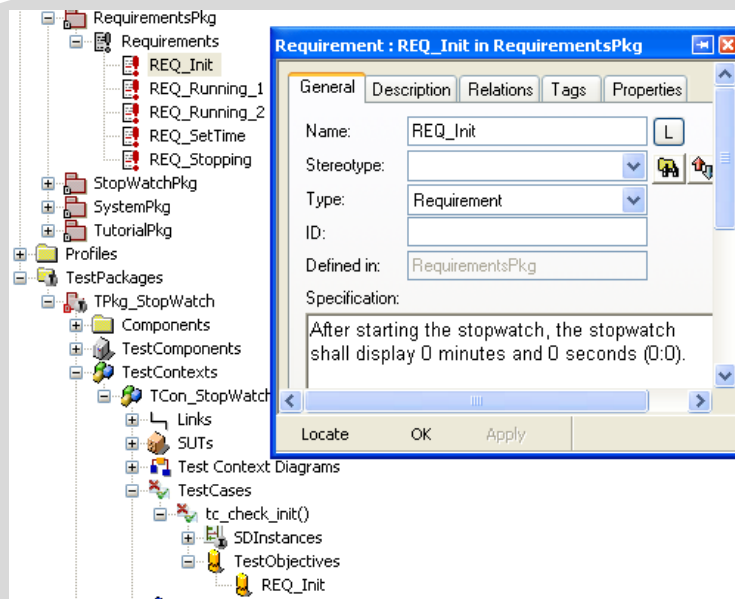 RequirementsPkg
Requirements
REQ_Init
REQ_Running_1
REQ_Running_2
REQ_SetTime
REQ_Stopping
StopWatchPkg
SystemPkg
TutorialPkg
Profiles
TestPackages
TPkg_StopWatch
Components
TestComponents
TestContexts
TCon_StopWatch
Links
SUTs
Test Context Diagrams
TestCases
tc_check_init()
SDInstances
TestObjectives
REQ_Init
Requirement : REQ_Init in RequirementsPkg
General Description Relations Tags Properties
Name: REQ_Init L
Stereotype:
Type: Requirement
ID:
Defined in: RequirementsPkg
Specification:
After starting the stopwatch, the stopwatch
shall display 0 minutes and 0 seconds (0:0).
Locate OK Apply